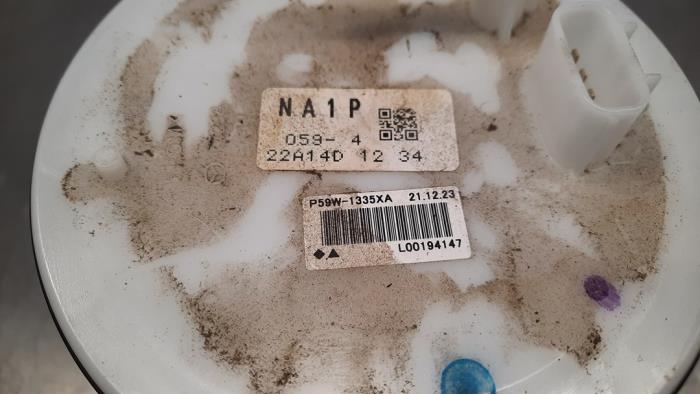 NA1P
059- 4
22A14D 12 34
P59W-1335XA 21.12.23
L00194147